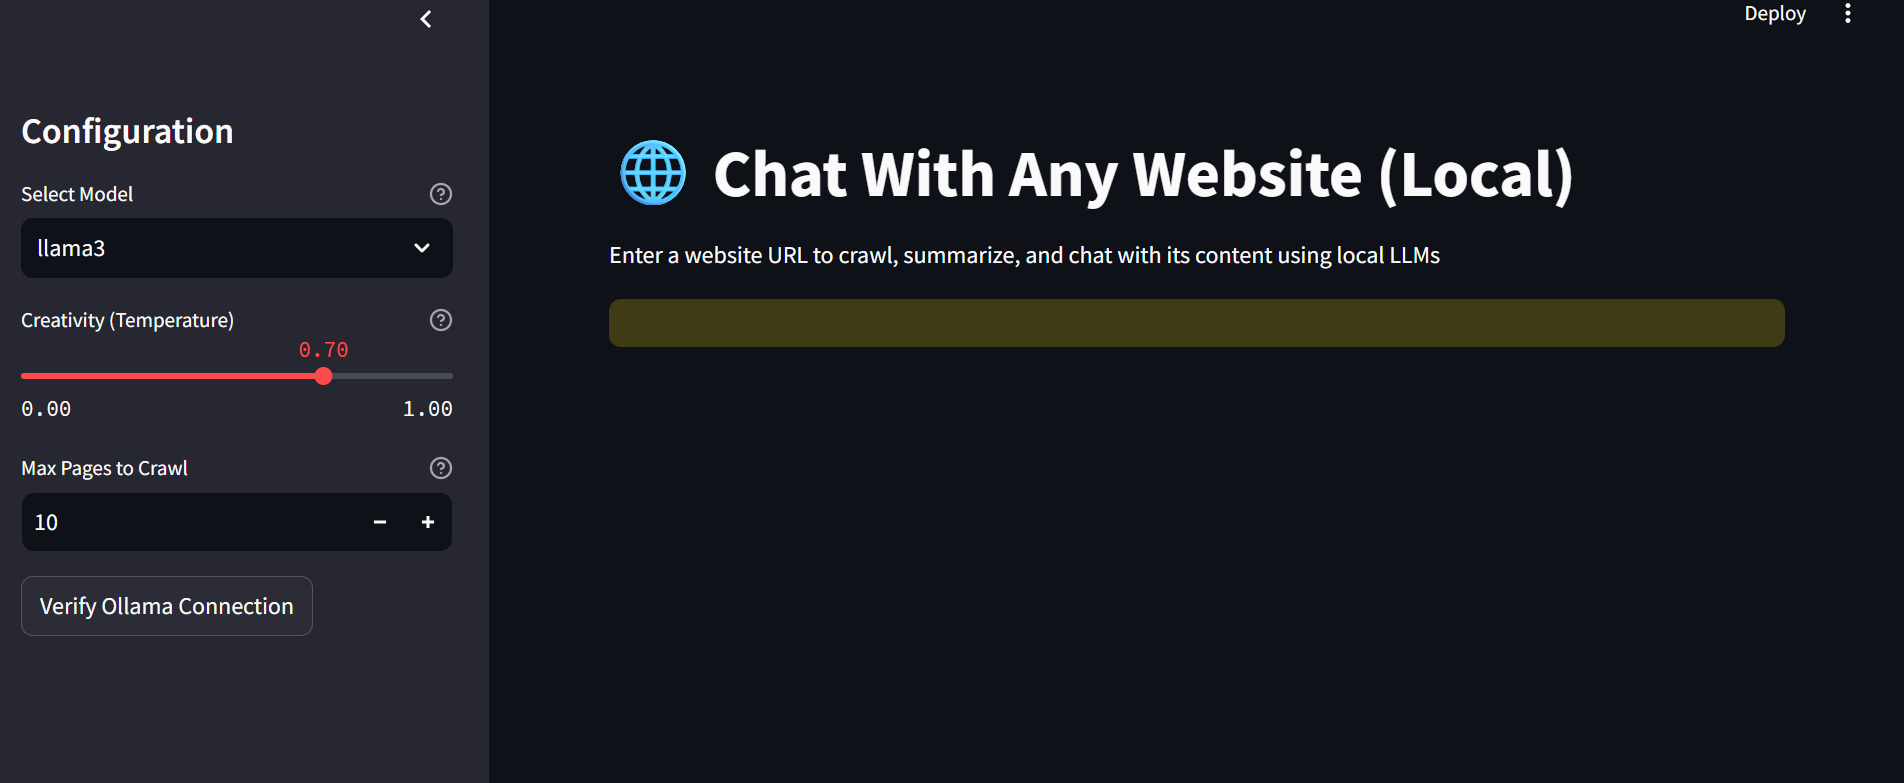 Deploy
Configuration
Select Model
llama3
Creativity (Temperature)
0.70
0.00 1.00
Max Pages to Crawl
10
Verify Ollama Connection
Chat With Any Website (Local)
Enter a website URL to crawl, summarize, and chat with its content using local LLMs